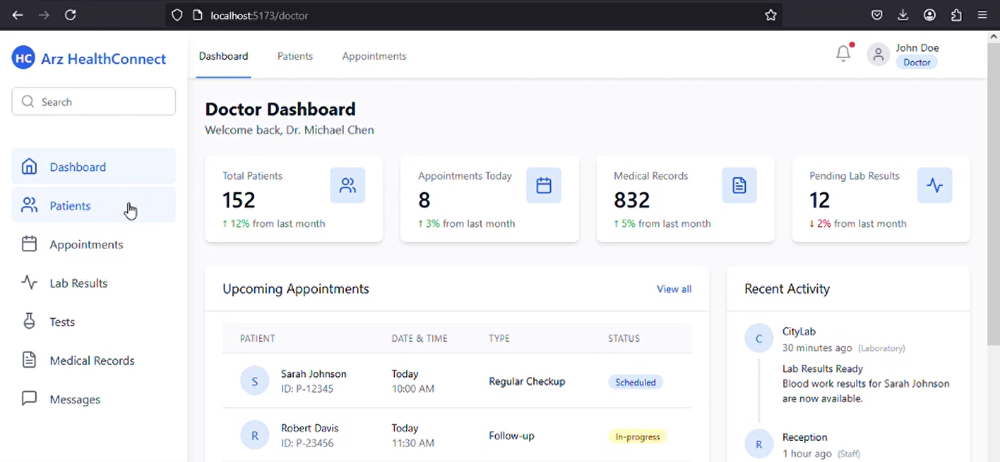 localhost:5173/doctor
HC Arz HealthConnect
Search
Dashboard
Patients
Appointments
Lab Results
Tests
Medical Records
Messages
Dashboard Patients Appointments
John Doe
Doctor
Doctor Dashboard
Welcome back, Dr. Michael Chen
Total Patients
152
↑ 12% from last month
Appointments Today
8
↑ 3% from last month
Medical Records
832
↑ 5% from last month
Pending Lab Results
12
↓ 2% from last month
Upcoming Appointments View all
PATIENT DATE & TIME TYPE STATUS
S Sarah Johnson Today Regular Checkup Scheduled
ID: P-12345 10:00 AM
R Robert Davis Today Follow-up In-progress
ID: P-23456 11:30 AM
Recent Activity
C CityLab
30 minutes ago (Laboratory)
Lab Results Ready
Blood work results for Sarah Johnson
are now available.
R Reception
1 hour ago (Staff)